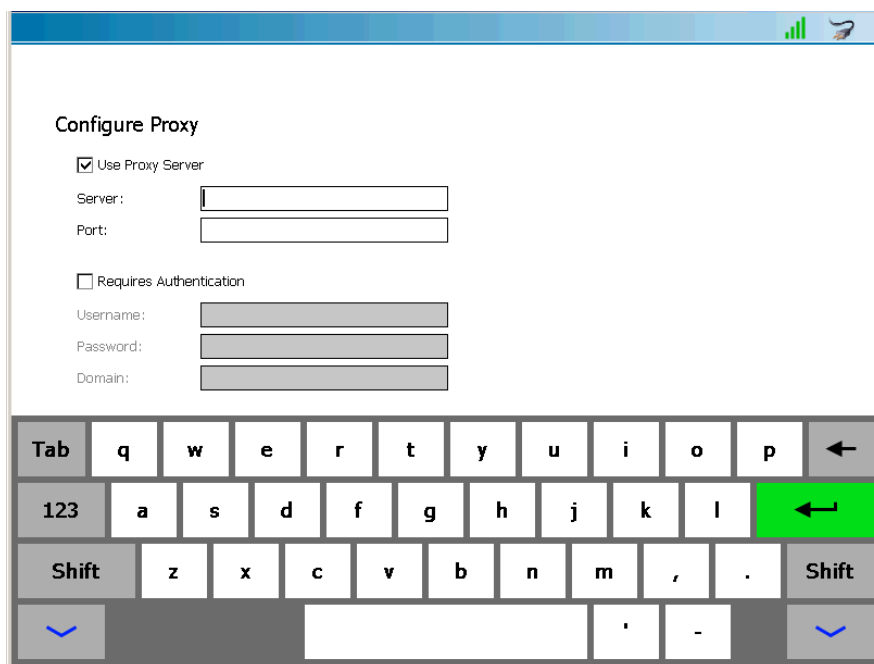 Configure Proxy
Use Proxy Server
Server:
Port:
Requires Authentication
Username:
Password:
Domain:
Tab q w e r t y u i o p
123 a s d f g h j k l
Shift z x c v b n m , . Shift
' -